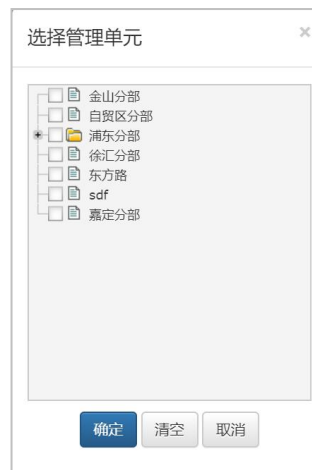 选择管理单元 ×
金山分部
自贸区分部
浦东分部
徐汇分部
东方路
sdf
嘉定分部
确定 清空 取消